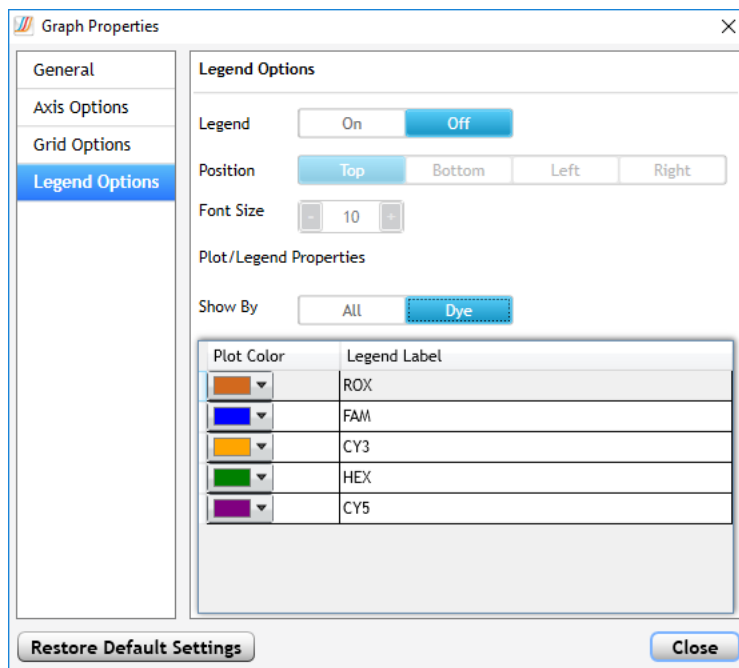 Graph Properties
General
Axis Options
Grid Options
Legend Options
Legend Options
Legend On Off
Position Top Bottom Left Right
Font Size - 10 +
Plot/Legend Properties
Show By All Dye
Plot Color Legend Label
ROX
FAM
CY3
HEX
CY5
Restore Default Settings Close